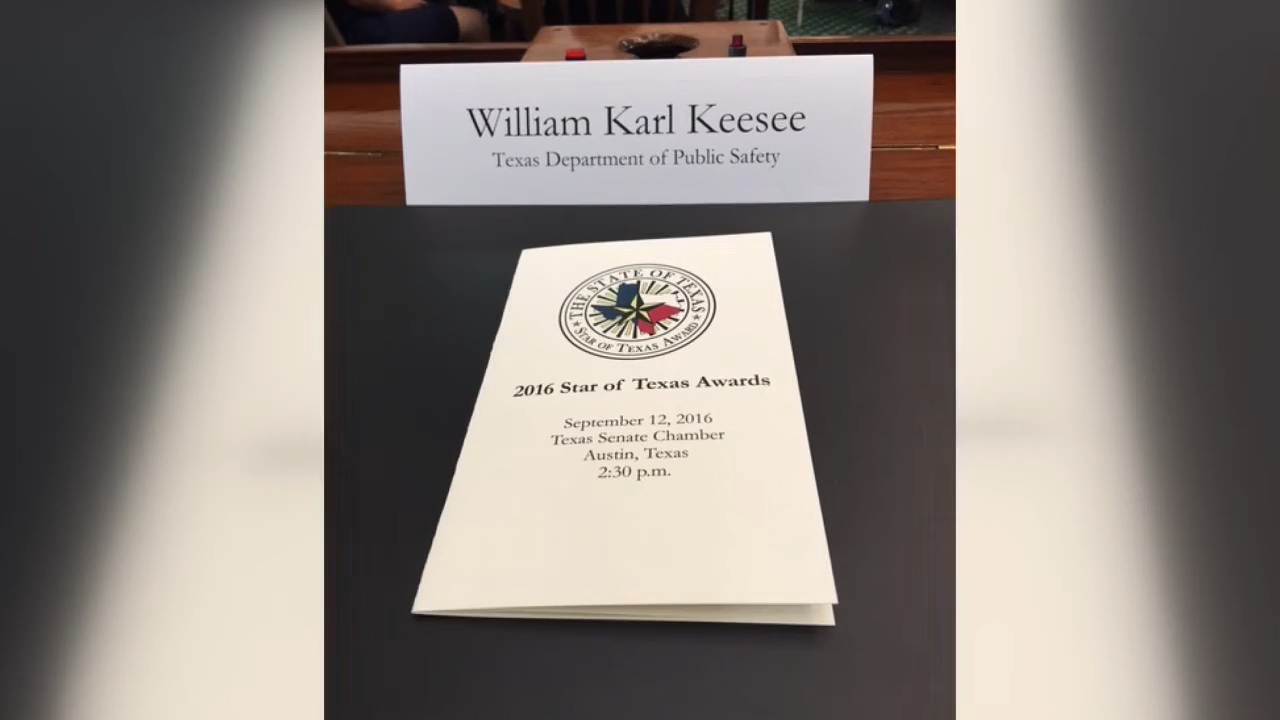 William Karl Keesee
Texas Department of Public Safety
THE STATE OF TEXAS
STAR OF TEXAS AWARD
2016 Star of Texas Awards
September 12, 2016
Texas Senate Chamber
Austin, Texas
2:30 p.m.